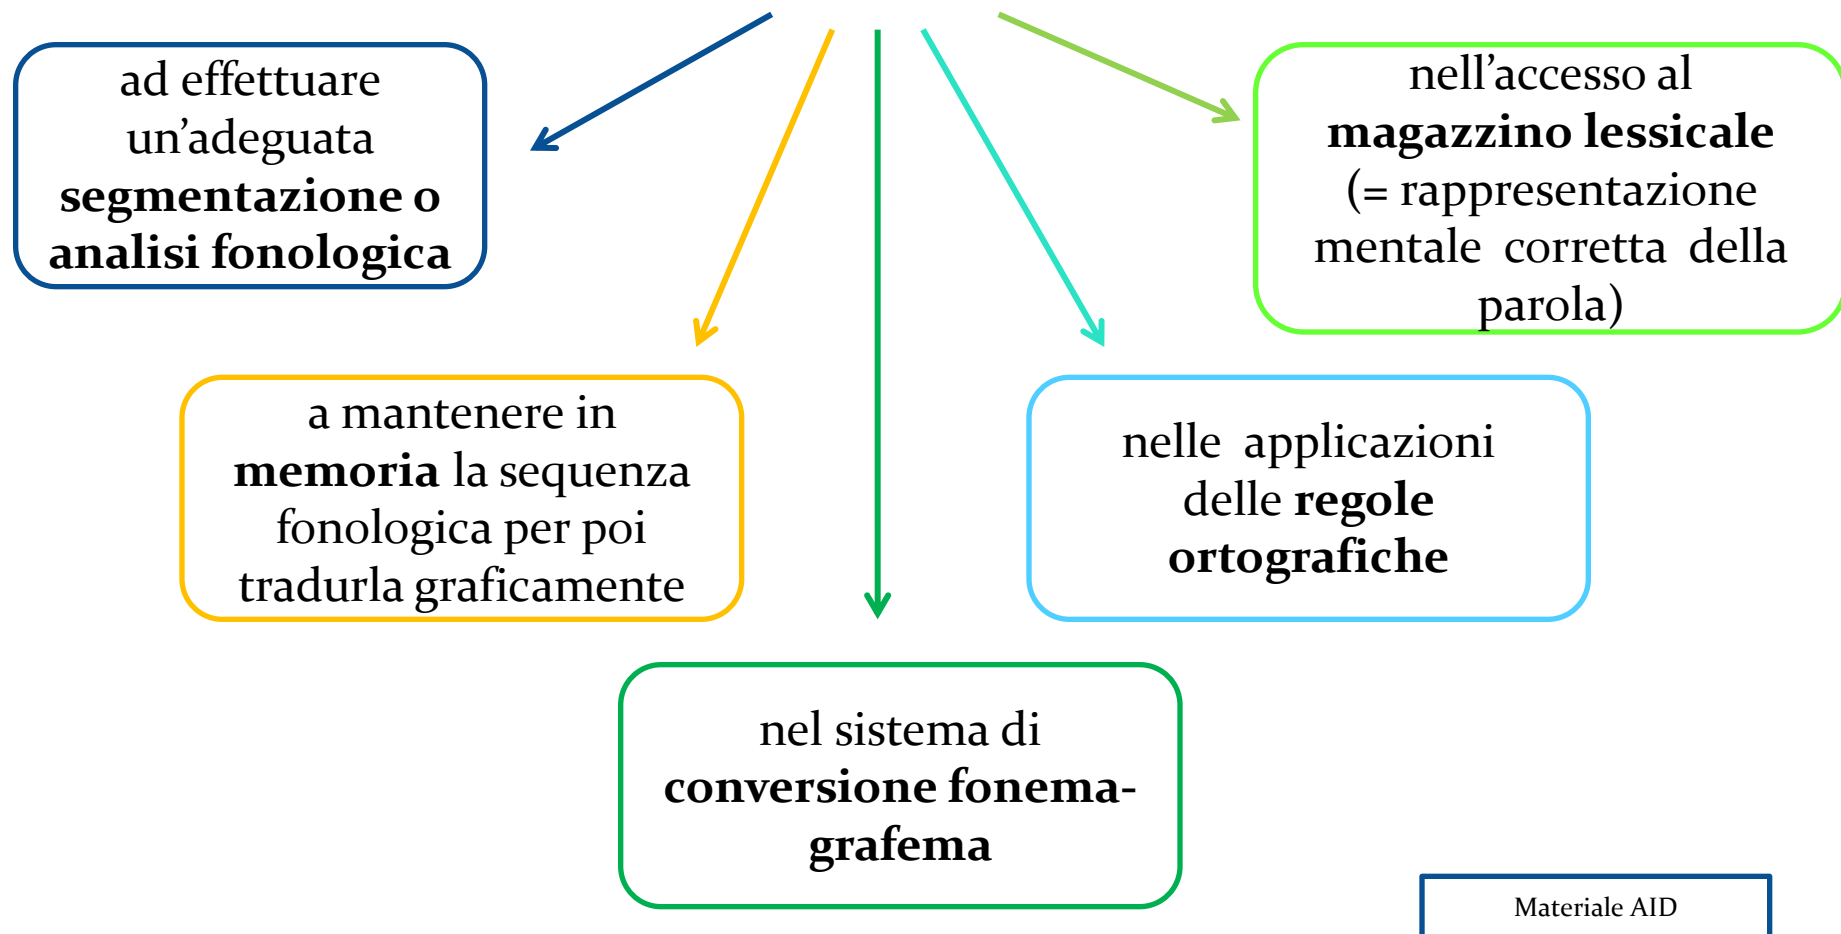 ad effettuare
un’adeguata
segmentazione o
analisi fonologica
nell’accesso al
magazzino lessicale
(= rappresentazione
mentale corretta della
parola)
a mantenere in
memoria la sequenza
fonologica per poi
tradurla graficamente
nelle applicazioni
delle regole
ortografiche
nel sistema di
conversione fonema-
grafema
Materiale AID